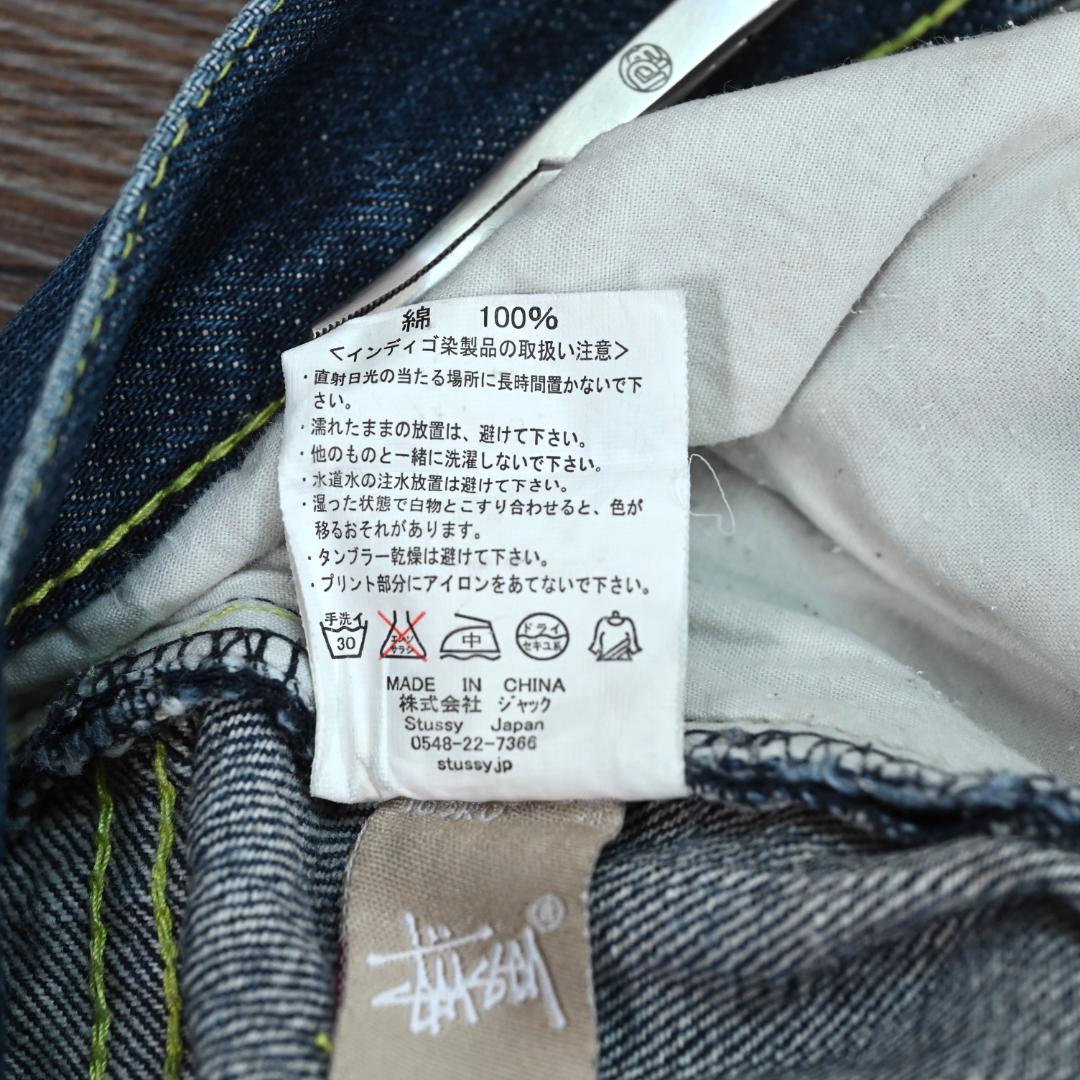 綿 100%
<インディゴ染製品の取扱い注意>
・直射日光の当たる場所に長時間置かないで下
さい。
・濡れたままの放置は、避けて下さい。
・他のものと一緒に洗濯しないで下さい。
・水道水の注水放置は避けて下さい。
・湿った状態で白物とこすり合わせると、色が
移るおそれがあります。
・タンブラー乾燥は避けて下さい。
・プリント部分にアイロンをあてないで下さい。
手洗イ 30 エンソ サラシ 中 ドライ セキユ系
MADE IN CHINA
株式会社 ジャック
Stussy Japan
0548-22-7366
stussy.jp
Stüssy ®